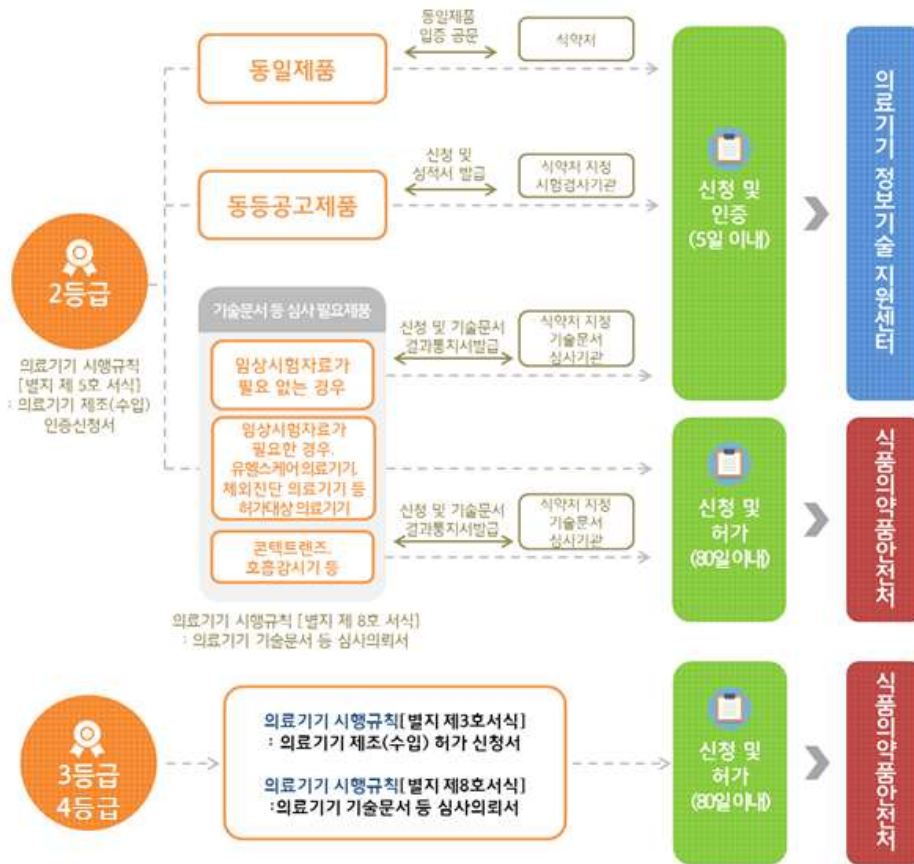 동일제품
동일제품
입증 공문
식약처
동등공고제품
신청 및
성적서 발급
식약처 지정
시험검사기관
신청 및
인증
(5일 이내)
의료기기 정보기술 지원센터
2등급
의료기기 시행규칙
[별지 제 5호 서식]
: 의료기기 제조(수입)
인증신청서
기술문서 등 심사 필요제품
임상시험자료가
필요 없는 경우
신청 및 기술문서
결과통지서발급
식약처 지정
기술문서
심사기관
임상시험자료가
필요한 경우,
유헬스케어 의료기기,
체외진단 의료기기 등
허가대상 의료기기
콘텍트렌즈,
호흡감시기 등
신청 및 기술문서
결과통지서발급
식약처 지정
기술문서
심사기관
신청 및
허가
(80일 이내)
식품의약품안전처
의료기기 시행규칙 [별지 제 8호 서식]
: 의료기기 기술문서 등 심사의뢰서
3등급
4등급
의료기기 시행규칙[별지 제3호서식]
: 의료기기 제조(수입) 허가 신청서
의료기기 시행규칙[별지 제8호서식]
:의료기기 기술문서 등 심사의뢰서
신청 및
허가
(80일 이내)
식품의약품안전처